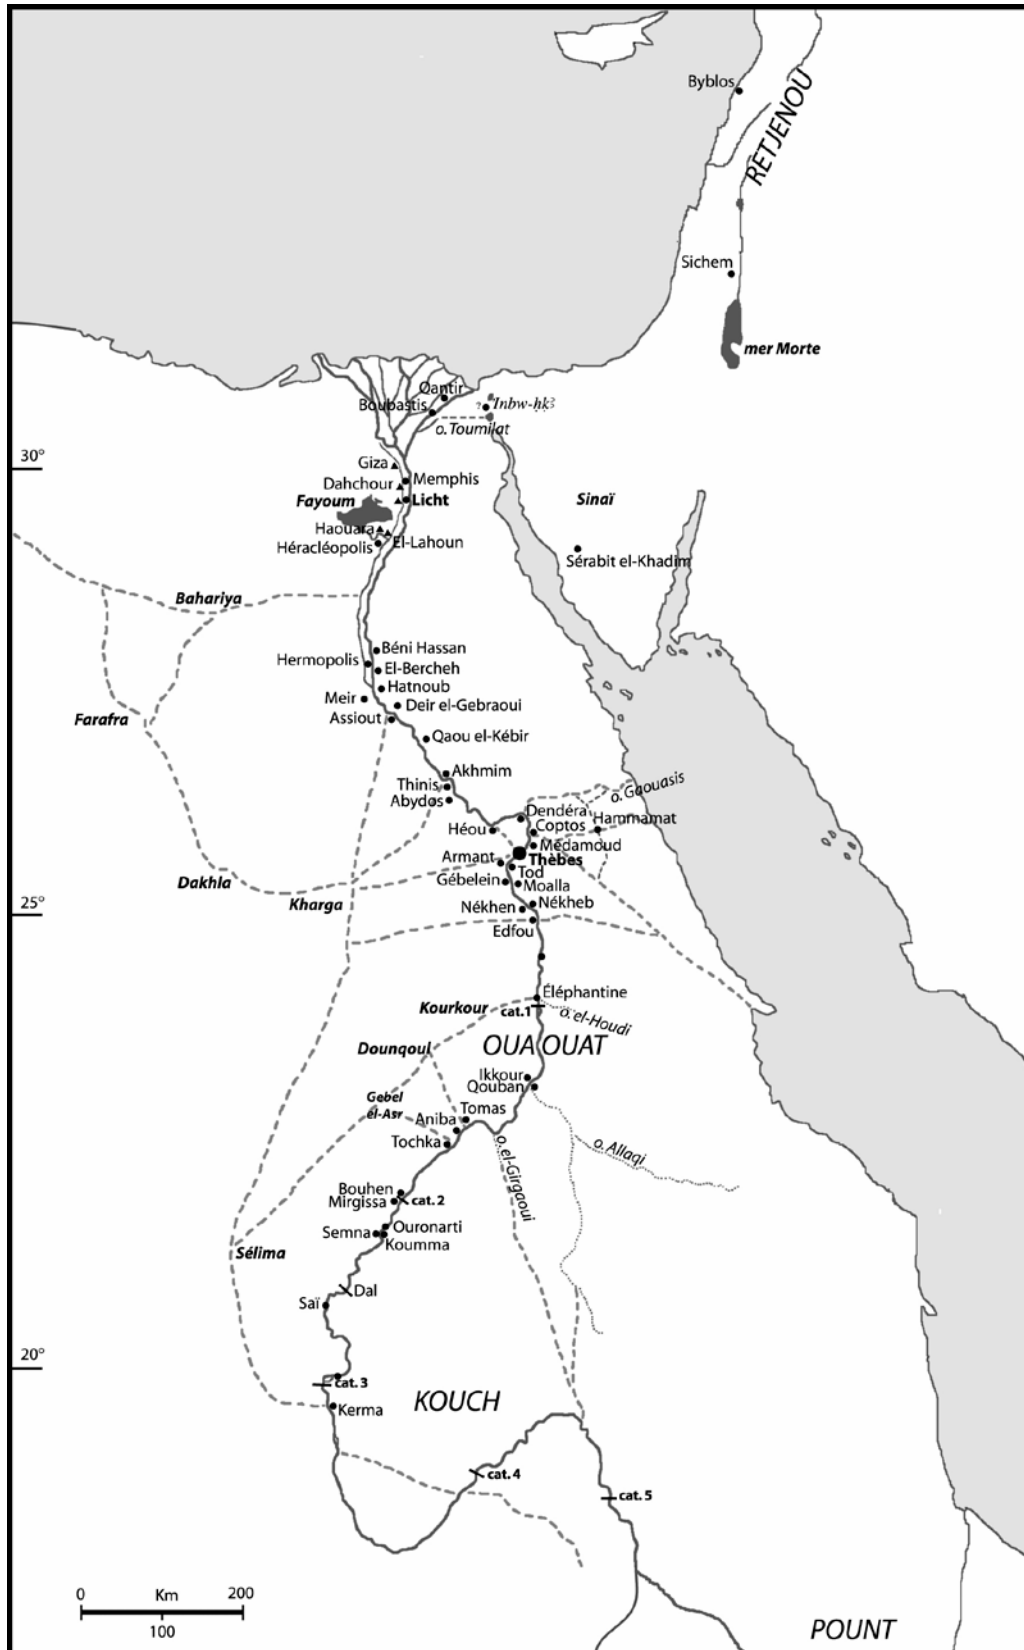 Byblos
RETJENOU
Sichem
mer Morte
Qantir
Boubastis
? Inbw-ḥḳꜣ
o. Toumilat
30°
Giza
Memphis
Dahchour
Licht
Fayoum
Sinaï
Haouara
El-Lahoun
Héracléopolis
Sérabit el-Khadim
Bahariya
Béni Hassan
Hermopolis
El-Bercheh
Hatnoub
Meir
Deir el-Gebraoui
Assiout
Farafra
Qaou el-Kébir
Akhmim
Thinis
Abydos
o. Gaouasis
Dendéra
Hammamat
Héou
Coptos
Médamoud
Armant
Thèbes
Tod
Gébelein
Moalla
Dakhla
Kharga
Nékhen
Nékheb
25°
Edfou
Éléphantine
Kourkour
cat.1
o. el-Houdi
OUAOUAT
Dounqoul
Ikkour
Qouban
Gebel
el-Asr
Tomas
Aniba
Tochka
o. el-Girgaoui
o. Allaqi
Bouhen
Mirgissa
cat. 2
Ouronarti
Semna
Koumma
Sélima
Dal
Saï
20°
cat. 3
Kerma
KOUCH
cat. 4
cat. 5
0 Km 200
100
POUNT